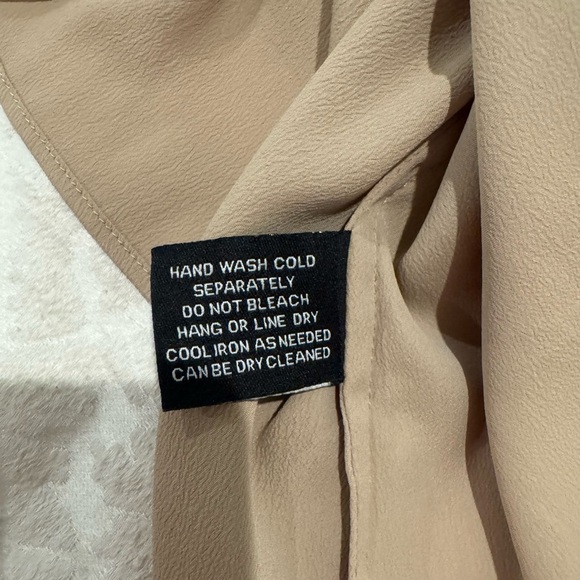 HAND WASH COLD
SEPARATELY
DO NOT BLEACH
HANG OR LINE DRY
COOL IRON AS NEEDED
CAN BE DRY CLEANED